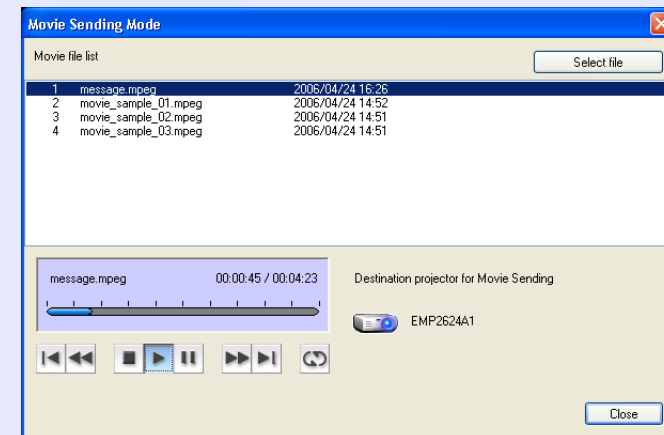 Movie Sending Mode
Movie file list
Select file
1 message.mpeg 2006/04/24 16:26
2 movie_sample_01.mpeg 2006/04/24 14:52
3 movie_sample_02.mpeg 2006/04/24 14:51
4 movie_sample_03.mpeg 2006/04/24 14:51
message.mpeg 00:00:45 / 00:04:23
Destination projector for Movie Sending
EMP2624A1
Close